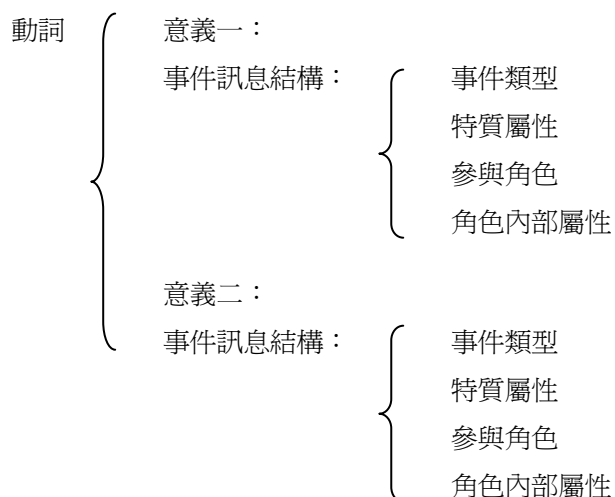 動詞 意義一：
事件訊息結構： 事件類型
特質屬性
參與角色
角色內部屬性
意義二：
事件訊息結構： 事件類型
特質屬性
參與角色
角色內部屬性